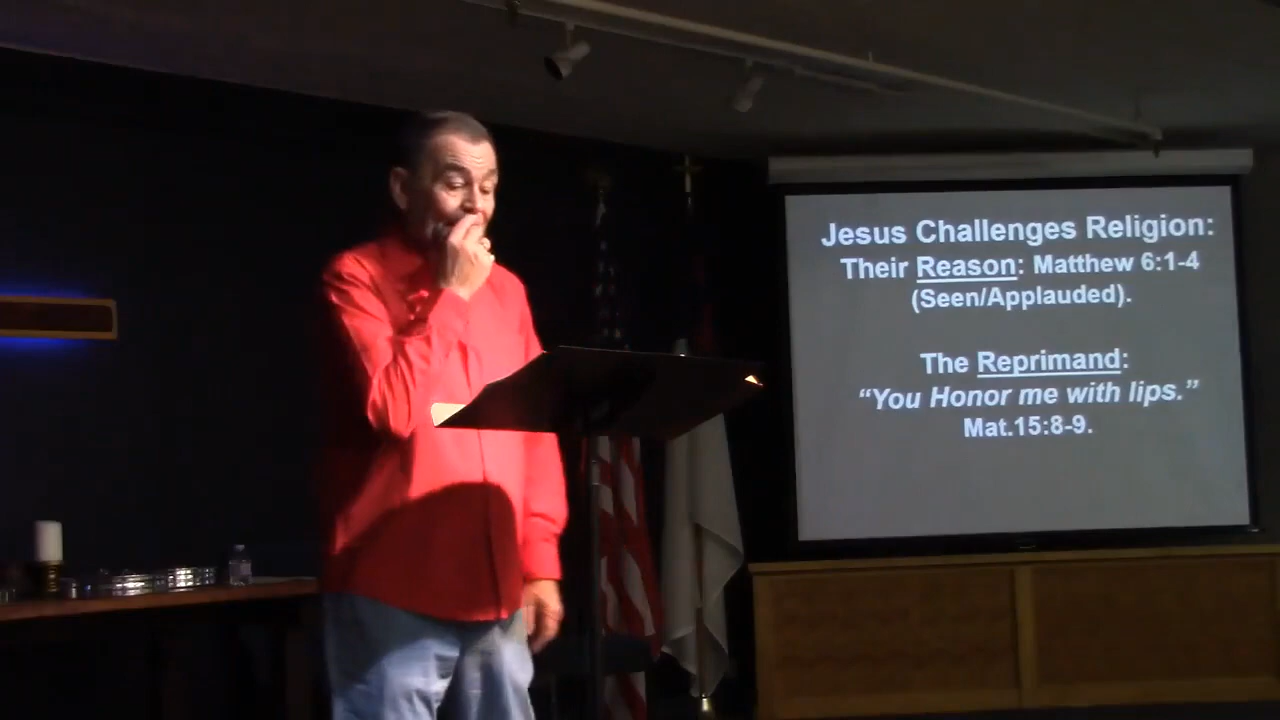 Jesus Challenges Religion:
Their Reason: Matthew 6:1-4
(Seen/Applauded).
The Reprimand:
“You Honor me with lips.”
Mat.15:8-9.